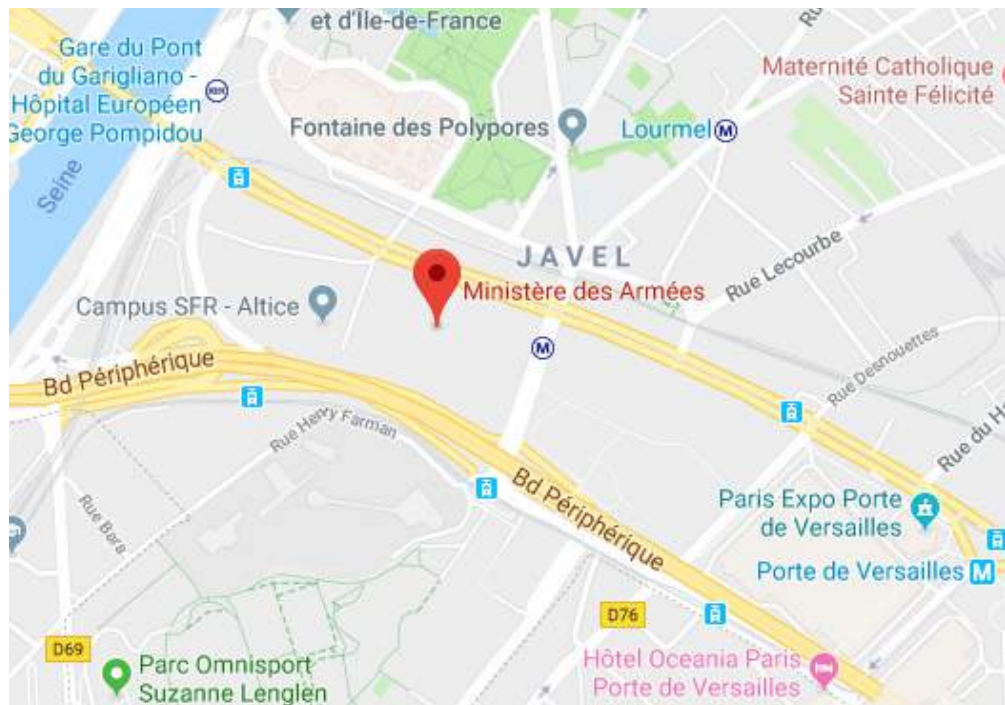 et d'Ile-de-France
Gare du Pont
du Garigliano -
Hôpital Européen
George Pompidou
RER
Maternité Catholique
Sainte Félicité
Fontaine des Polypores
Lourmel M
Seine
JAVEL
Rue Lecourbe
Ministère des Armées
Campus SFR - Altice
M
Bd Périphérique
Rue Desnouettes
Rue Henry Farman
Rue du H
Bd Périphérique
Paris Expo Porte
de Versailles
Rue Bara
Porte de Versailles M
D76
D69
Hôtel Oceania Paris
Porte de Versailles
Parc Omnisport
Suzanne Lenglen